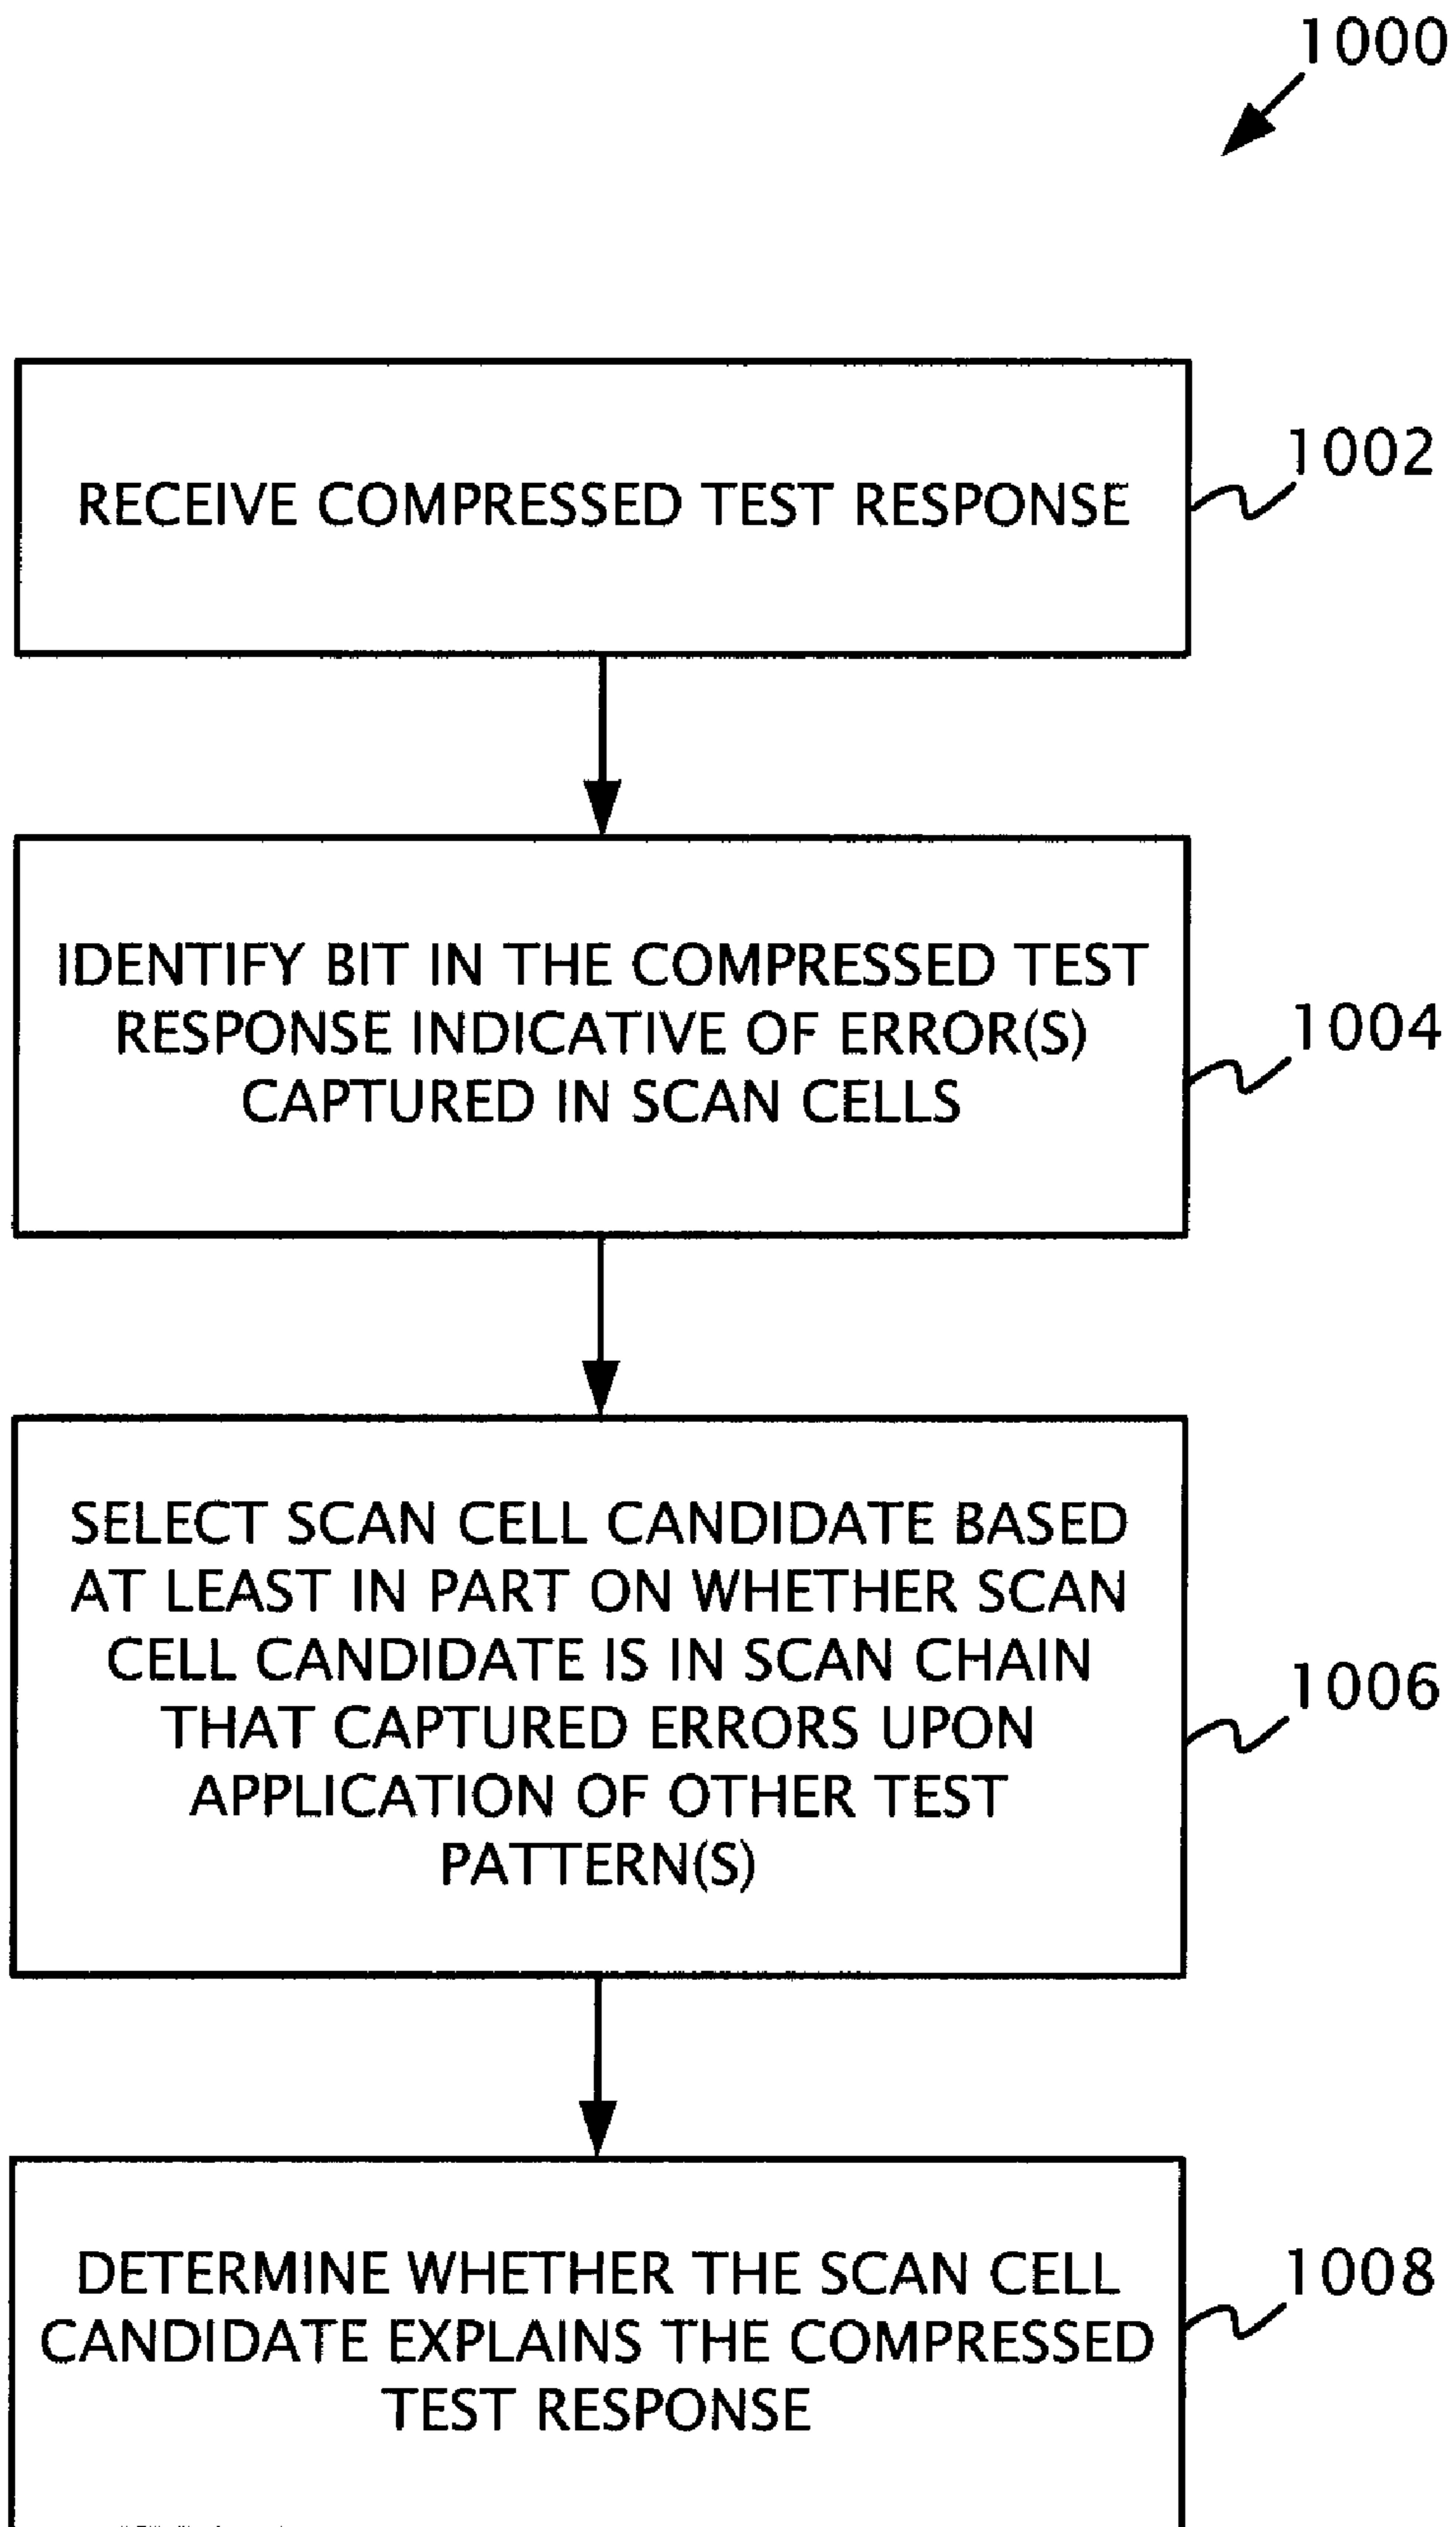 1000
RECEIVE COMPRESSED TEST RESPONSE
1002
IDENTIFY BIT IN THE COMPRESSED TEST
RESPONSE INDICATIVE OF ERROR(S)
CAPTURED IN SCAN CELLS
1004
SELECT SCAN CELL CANDIDATE BASED
AT LEAST IN PART ON WHETHER SCAN
CELL CANDIDATE IS IN SCAN CHAIN
THAT CAPTURED ERRORS UPON
APPLICATION OF OTHER TEST
PATTERN(S)
1006
DETERMINE WHETHER THE SCAN CELL
CANDIDATE EXPLAINS THE COMPRESSED
TEST RESPONSE
1008